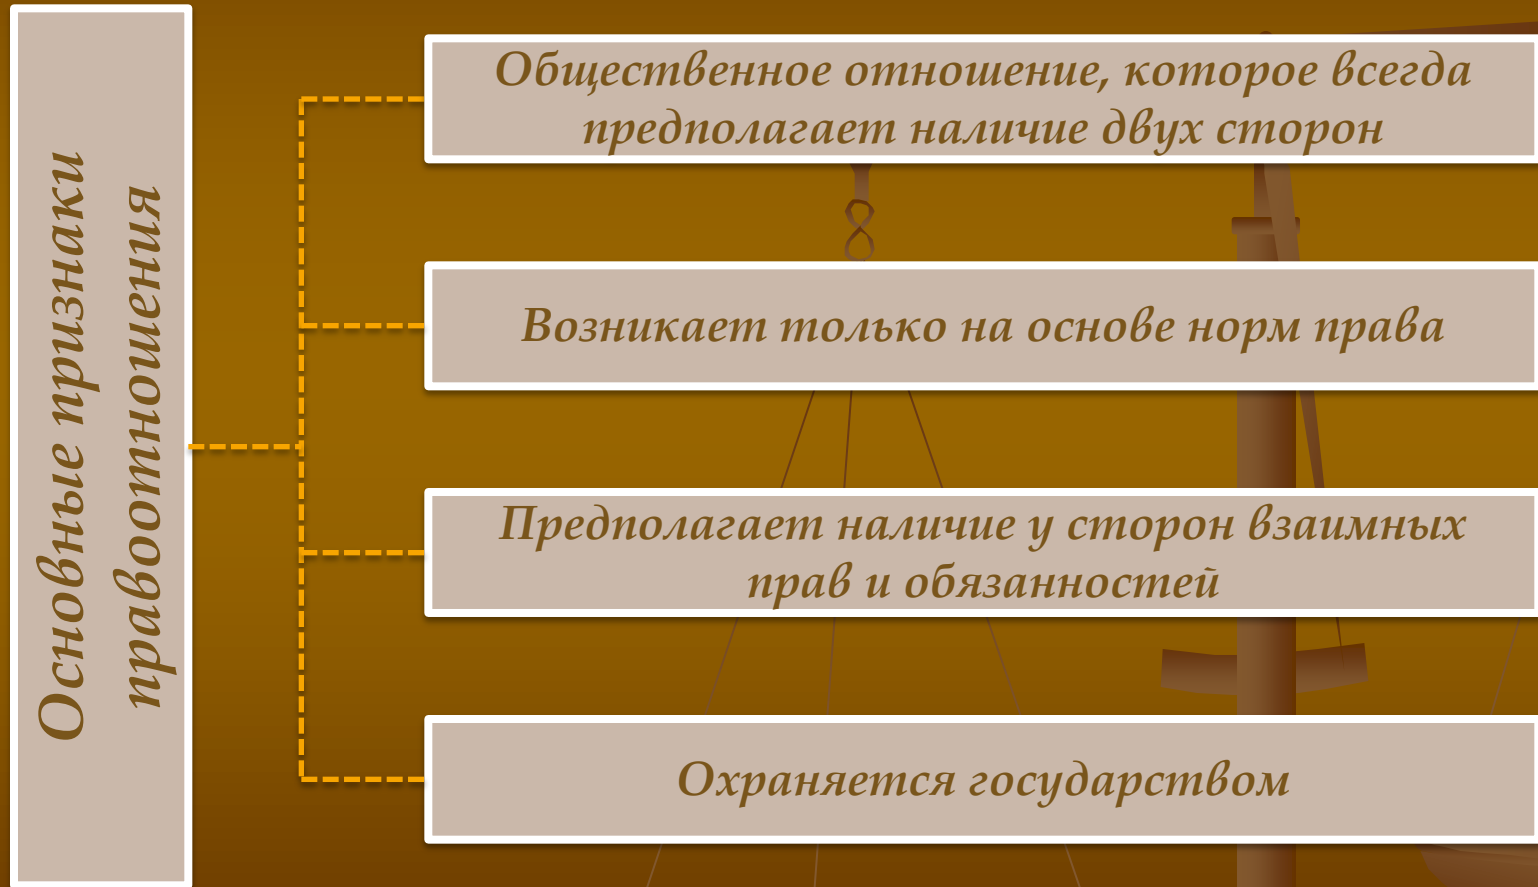 Основные признаки
правоотношения
Общественное отношение, которое всегда
предполагает наличие двух сторон
Возникает только на основе норм права
Предполагает наличие у сторон взаимных
прав и обязанностей
Охраняется государством